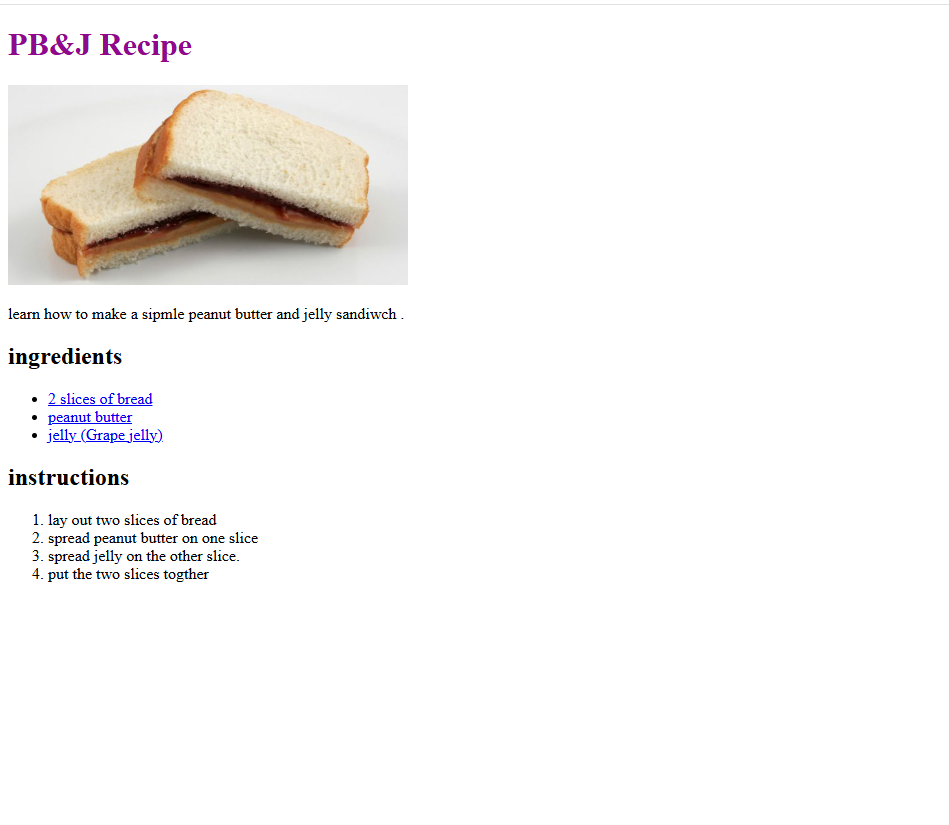 PB&J Recipe
learn how to make a sipmle peanut butter and jelly sandiwch .
ingredients
• 2 slices of bread
• peanut butter
• jelly (Grape jelly)
instructions
1. lay out two slices of bread
2. spread peanut butter on one slice
3. spread jelly on the other slice.
4. put the two slices togther